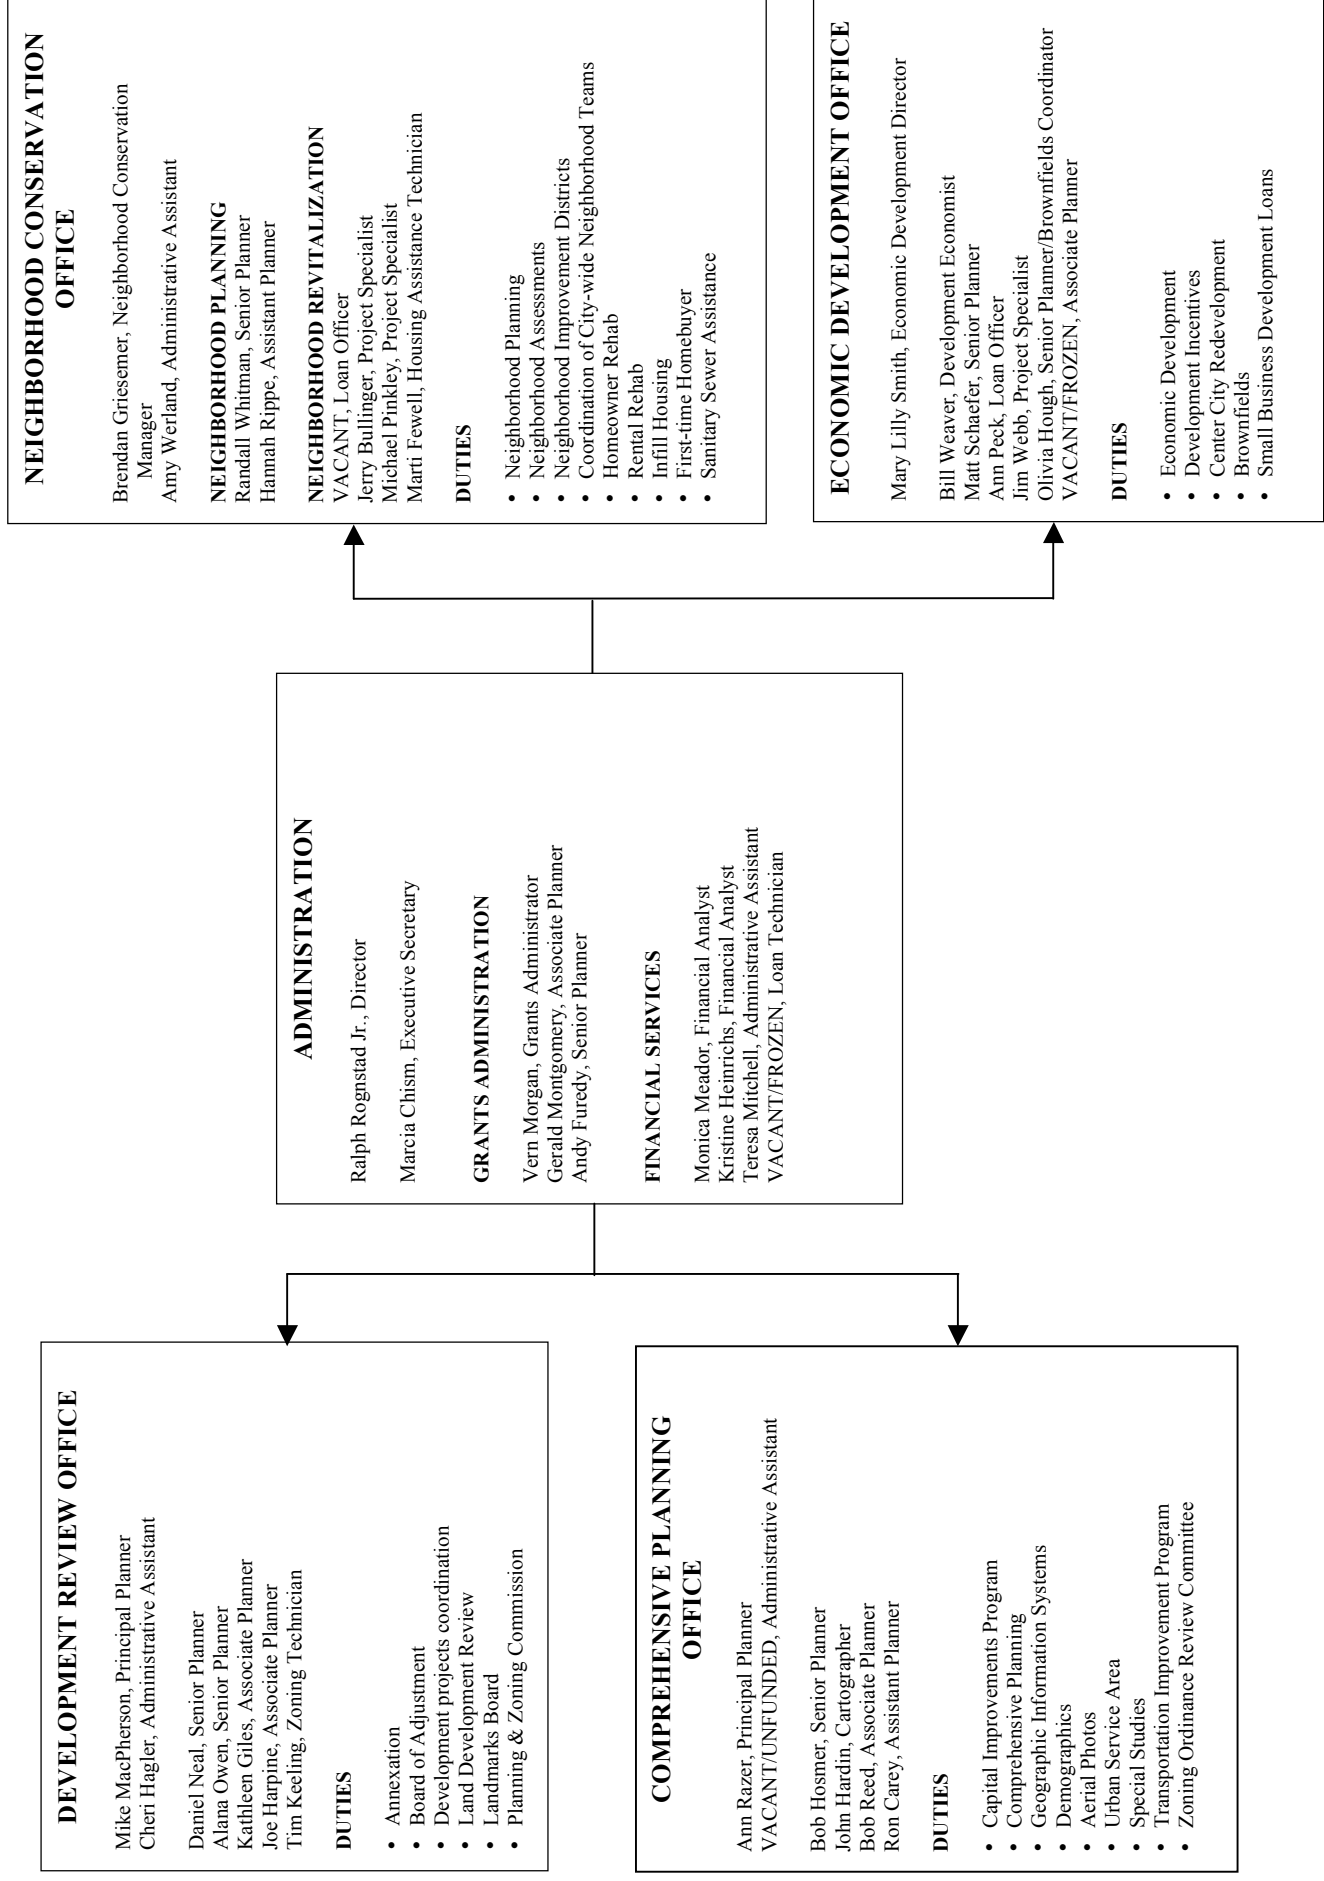 DEVELOPMENT REVIEW OFFICE
Mike MacPherson, Principal Planner
Cheri Hagler, Administrative Assistant
Daniel Neal, Senior Planner
Alana Owen, Senior Planner
Kathleen Giles, Associate Planner
Joe Harpine, Associate Planner
Tim Keeling, Zoning Technician
DUTIES
• Annexation
• Board of Adjustment
• Development projects coordination
• Land Development Review
• Landmarks Board
• Planning & Zoning Commission
COMPREHENSIVE PLANNING
OFFICE
Ann Razer, Principal Planner
VACANT/UNFUNDED, Administrative Assistant
Bob Hosmer, Senior Planner
John Hardin, Cartographer
Bob Reed, Associate Planner
Ron Carey, Assistant Planner
DUTIES
• Capital Improvements Program
• Comprehensive Planning
• Geographic Information Systems
• Demographics
• Aerial Photos
• Urban Service Area
• Special Studies
• Transportation Improvement Program
• Zoning Ordinance Review Committee
ADMINISTRATION
Ralph Rognstad Jr., Director
Marcia Chism, Executive Secretary
GRANTS ADMINISTRATION
Vern Morgan, Grants Administrator
Gerald Montgomery, Associate Planner
Andy Furedy, Senior Planner
FINANCIAL SERVICES
Monica Meador, Financial Analyst
Kristine Heinrichs, Financial Analyst
Teresa Mitchell, Administrative Assistant
VACANT/FROZEN, Loan Technician
NEIGHBORHOOD CONSERVATION
OFFICE
Brendan Griesemer, Neighborhood Conservation
Manager
Amy Werland, Administrative Assistant
NEIGHBORHOOD PLANNING
Randall Whitman, Senior Planner
Hannah Rippe, Assistant Planner
NEIGHBORHOOD REVITALIZATION
VACANT, Loan Officer
Jerry Bullinger, Project Specialist
Michael Pinkley, Project Specialist
Marti Fewell, Housing Assistance Technician
DUTIES
• Neighborhood Planning
• Neighborhood Assessments
• Neighborhood Improvement Districts
• Coordination of City-wide Neighborhood Teams
• Homeowner Rehab
• Rental Rehab
• Infill Housing
• First-time Homebuyer
• Sanitary Sewer Assistance
ECONOMIC DEVELOPMENT OFFICE
Mary Lilly Smith, Economic Development Director
Bill Weaver, Development Economist
Matt Schaefer, Senior Planner
Ann Peck, Loan Officer
Jim Webb, Project Specialist
Olivia Hough, Senior Planner/Brownfields Coordinator
VACANT/FROZEN, Associate Planner
DUTIES
• Economic Development
• Development Incentives
• Center City Redevelopment
• Brownfields
• Small Business Development Loans